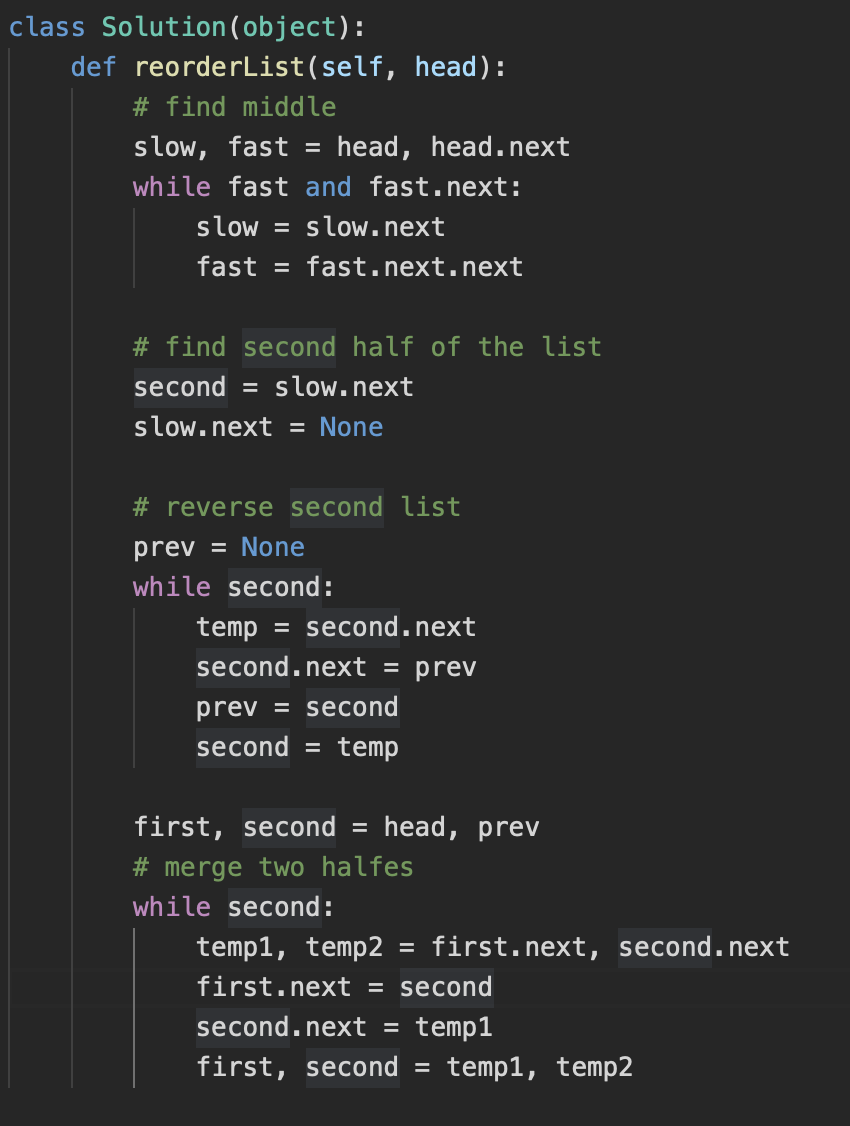 class Solution(object):
    def reorderList(self, head):
        # find middle
        slow, fast = head, head.next
        while fast and fast.next:
            slow = slow.next
            fast = fast.next.next

        # find second half of the list
        second = slow.next
        slow.next = None

        # reverse second list
        prev = None
        while second:
            temp = second.next
            second.next = prev
            prev = second
            second = temp

        first, second = head, prev
        # merge two halfes
        while second:
            temp1, temp2 = first.next, second.next
            first.next = second
            second.next = temp1
            first, second = temp1, temp2